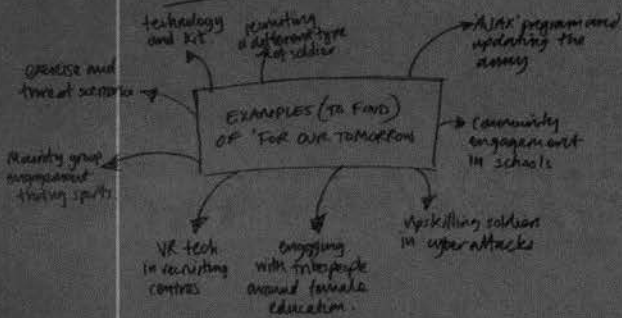 technology
and kit
recruiting
a different type
of soldier
'AJAX' program and
updating the
army
exercise and
threat scenarios
EXAMPLES (TO FIND)
OF 'FOR OUR TOMORROW
Community
engagement
in schools
Minority group
engagement
through sports
VR tech
in recruiting
centres
engaging
with tribespeople
around female
education.
Upskilling soldiers
in cyber attacks